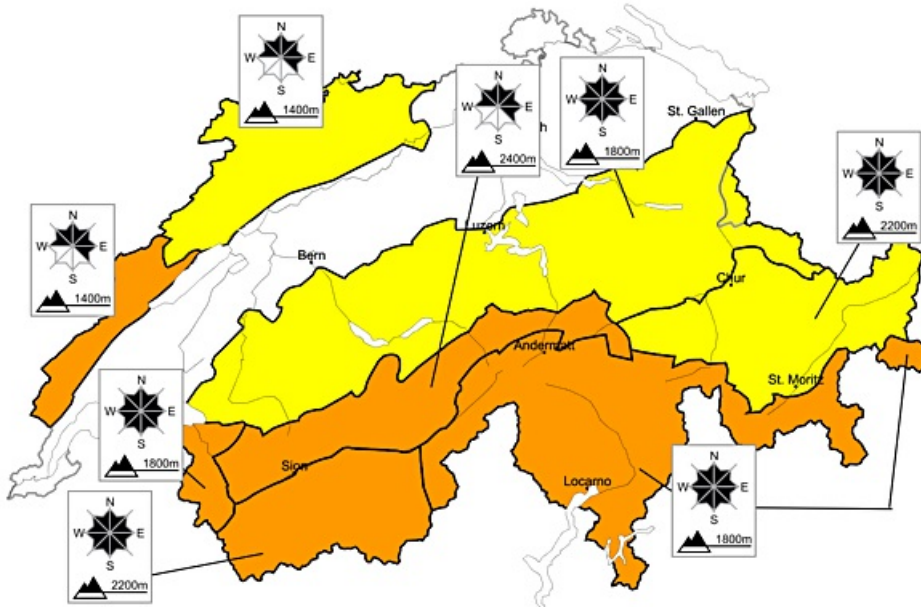 N
W E
S
1400m
N
W E
S
2400m
N
W E
S
1800m
St. Gallen
h
N
W E
S
2200m
N
W E
S
1400m
Luzern
Bern
Chur
Andermatt
St. Moritz
N
W E
S
1800m
Sion
Locarno
N
W E
S
1800m
N
W E
S
2200m